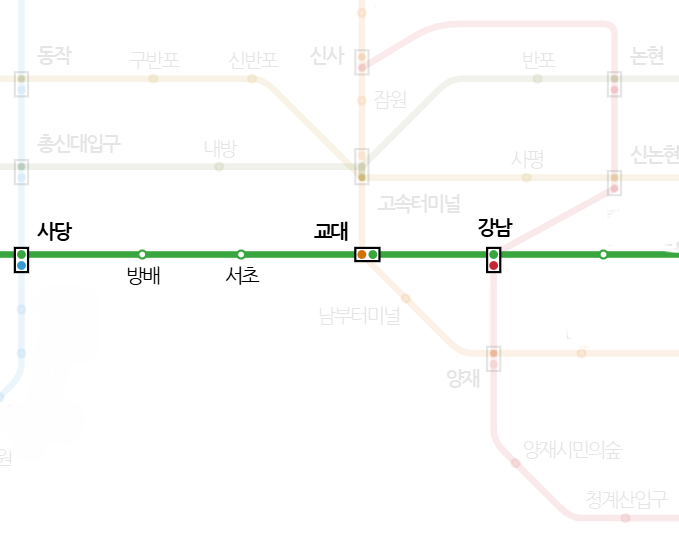 동작
구반포
신반포
신사
반포
논현
잠원
총신대입구
내방
사평
신논현
고속터미널
사당
교대
강남
방배
서초
남부터미널
양재
원
양재시민의숲
청계산입구